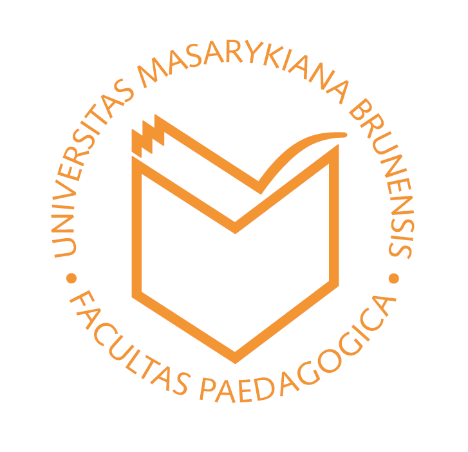 UNIVERSITAS MASARYKIANA BRUNENSIS
• FACULTAS PAEDAGOGICA •